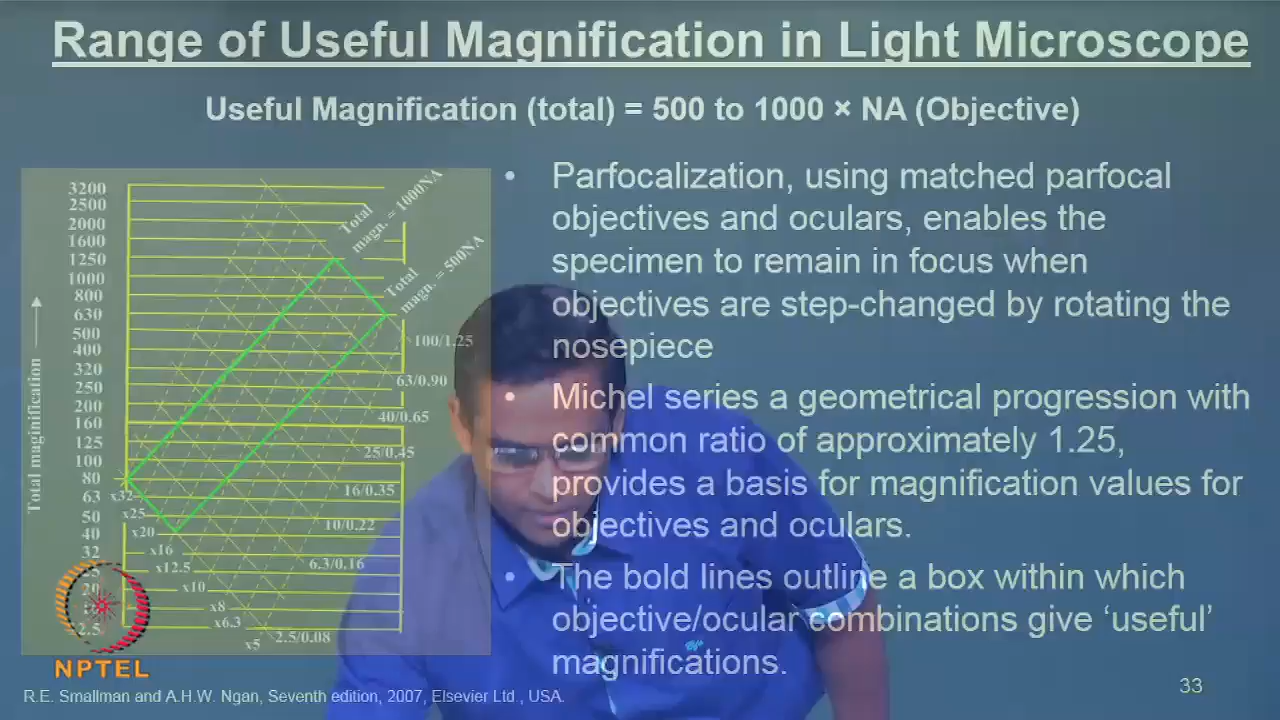 Range of Useful Magnification in Light Microscope
Useful Magnification (total) = 500 to 1000 × NA (Objective)
3200
2500
2000
1600
1250
1000
800
630
500
400
320
250
200
160
125
100
80
63
50
40
32
20
2.5
Total maginification
Total
magn. = 1000NA
Total
magn. = 500NA
100/1.25
63/0.90
40/0.65
25/0.45
16/0.35
10/0.22
6.3/0.16
2.5/0.08
x32
x25
x20
x16
x12.5
x10
x8
x6.3
x5
• Parfocalization, using matched parfocal
objectives and oculars, enables the
specimen to remain in focus when
objectives are step-changed by rotating the
nosepiece
• Michel series a geometrical progression with
common ratio of approximately 1.25,
provides a basis for magnification values for
objectives and oculars.
• The bold lines outline a box within which
objective/ocular combinations give ‘useful’
magnifications.
NPTEL
R.E. Smallman and A.H.W. Ngan, Seventh edition, 2007, Elsevier Ltd., USA.
33